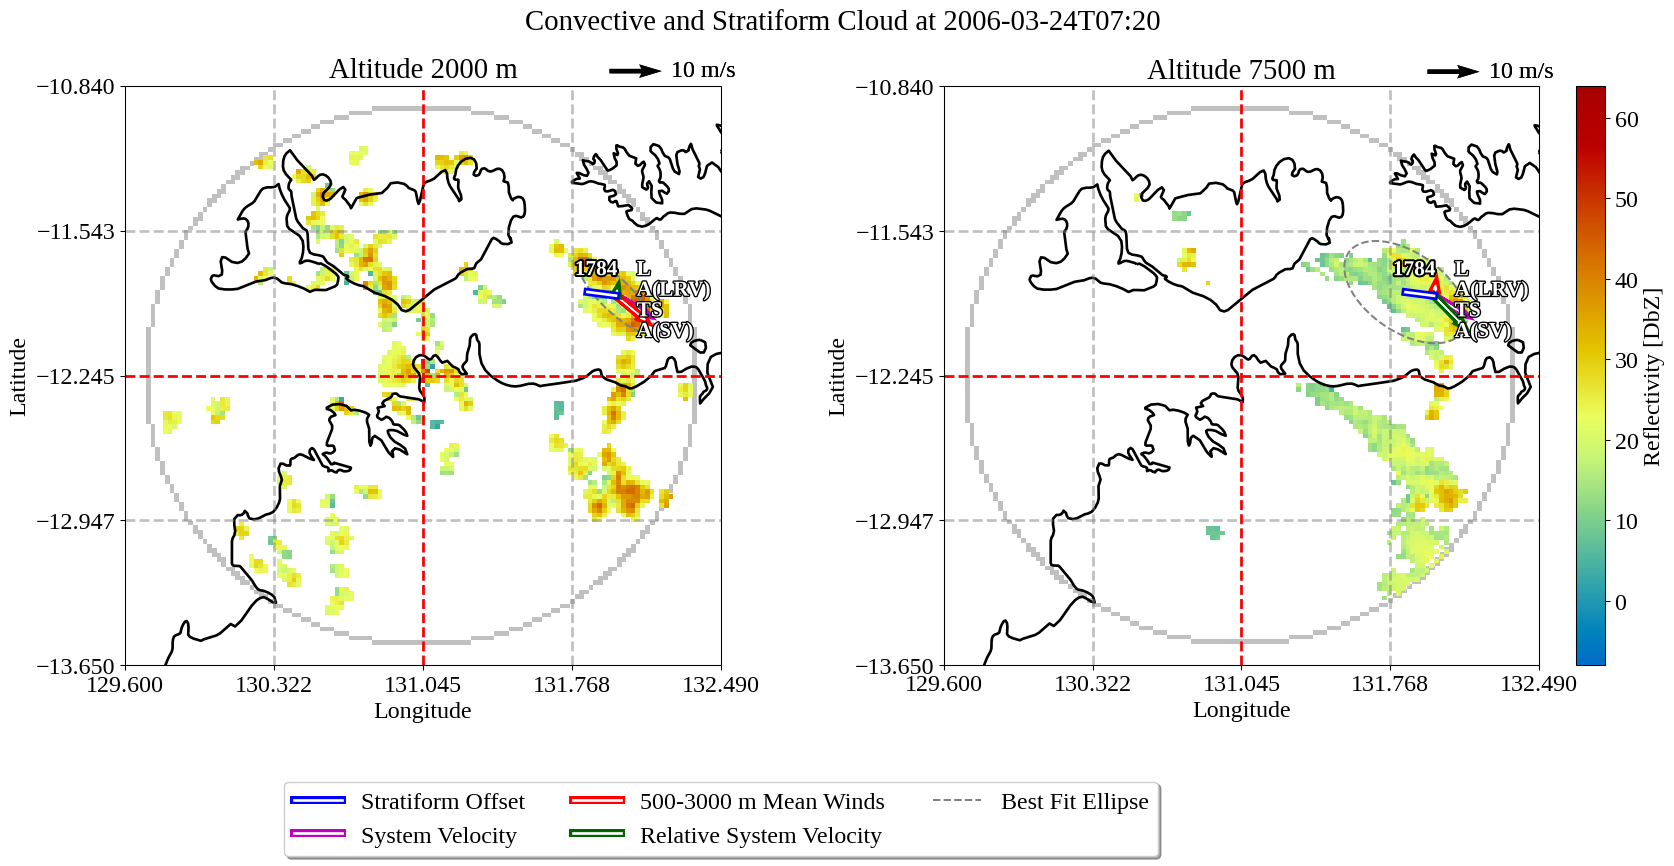 Convective and Stratiform Cloud at 2006-03-24T07:20
Altitude 2000 m
10 m/s
−10.840
−11.543
−12.245
−12.947
−13.650
Latitude
129.600
130.322
131.045
131.768
132.490
Longitude
1784
L
A(LRV)
TS
A(SV)
Altitude 7500 m
10 m/s
−10.840
−11.543
−12.245
−12.947
−13.650
Latitude
129.600
130.322
131.045
131.768
132.490
Longitude
1784
L
A(LRV)
TS
A(SV)
60
50
40
30
20
10
0
Reflectivity [DbZ]
Stratiform Offset
System Velocity
500-3000 m Mean Winds
Relative System Velocity
Best Fit Ellipse